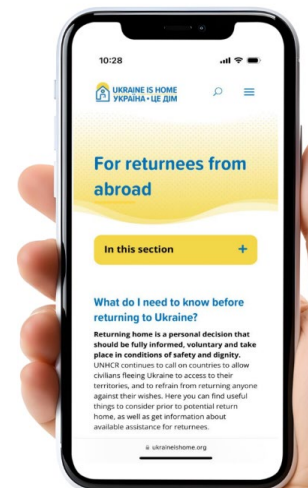 10:28
UKRAINE IS HOME
УКРАЇНА • ЦЕ ДІМ
For returnees from
abroad
In this section +
What do I need to know before
returning to Ukraine?
Returning home is a personal decision that
should be fully informed, voluntary and take
place in conditions of safety and dignity.
UNHCR continues to call on countries to allow
civilians fleeing Ukraine to access to their
territories, and to refrain from returning anyone
against their wishes. Here you can find useful
things to consider prior to potential return
home, as well as get information about
available assistance for returnees.
ukraineishome.org